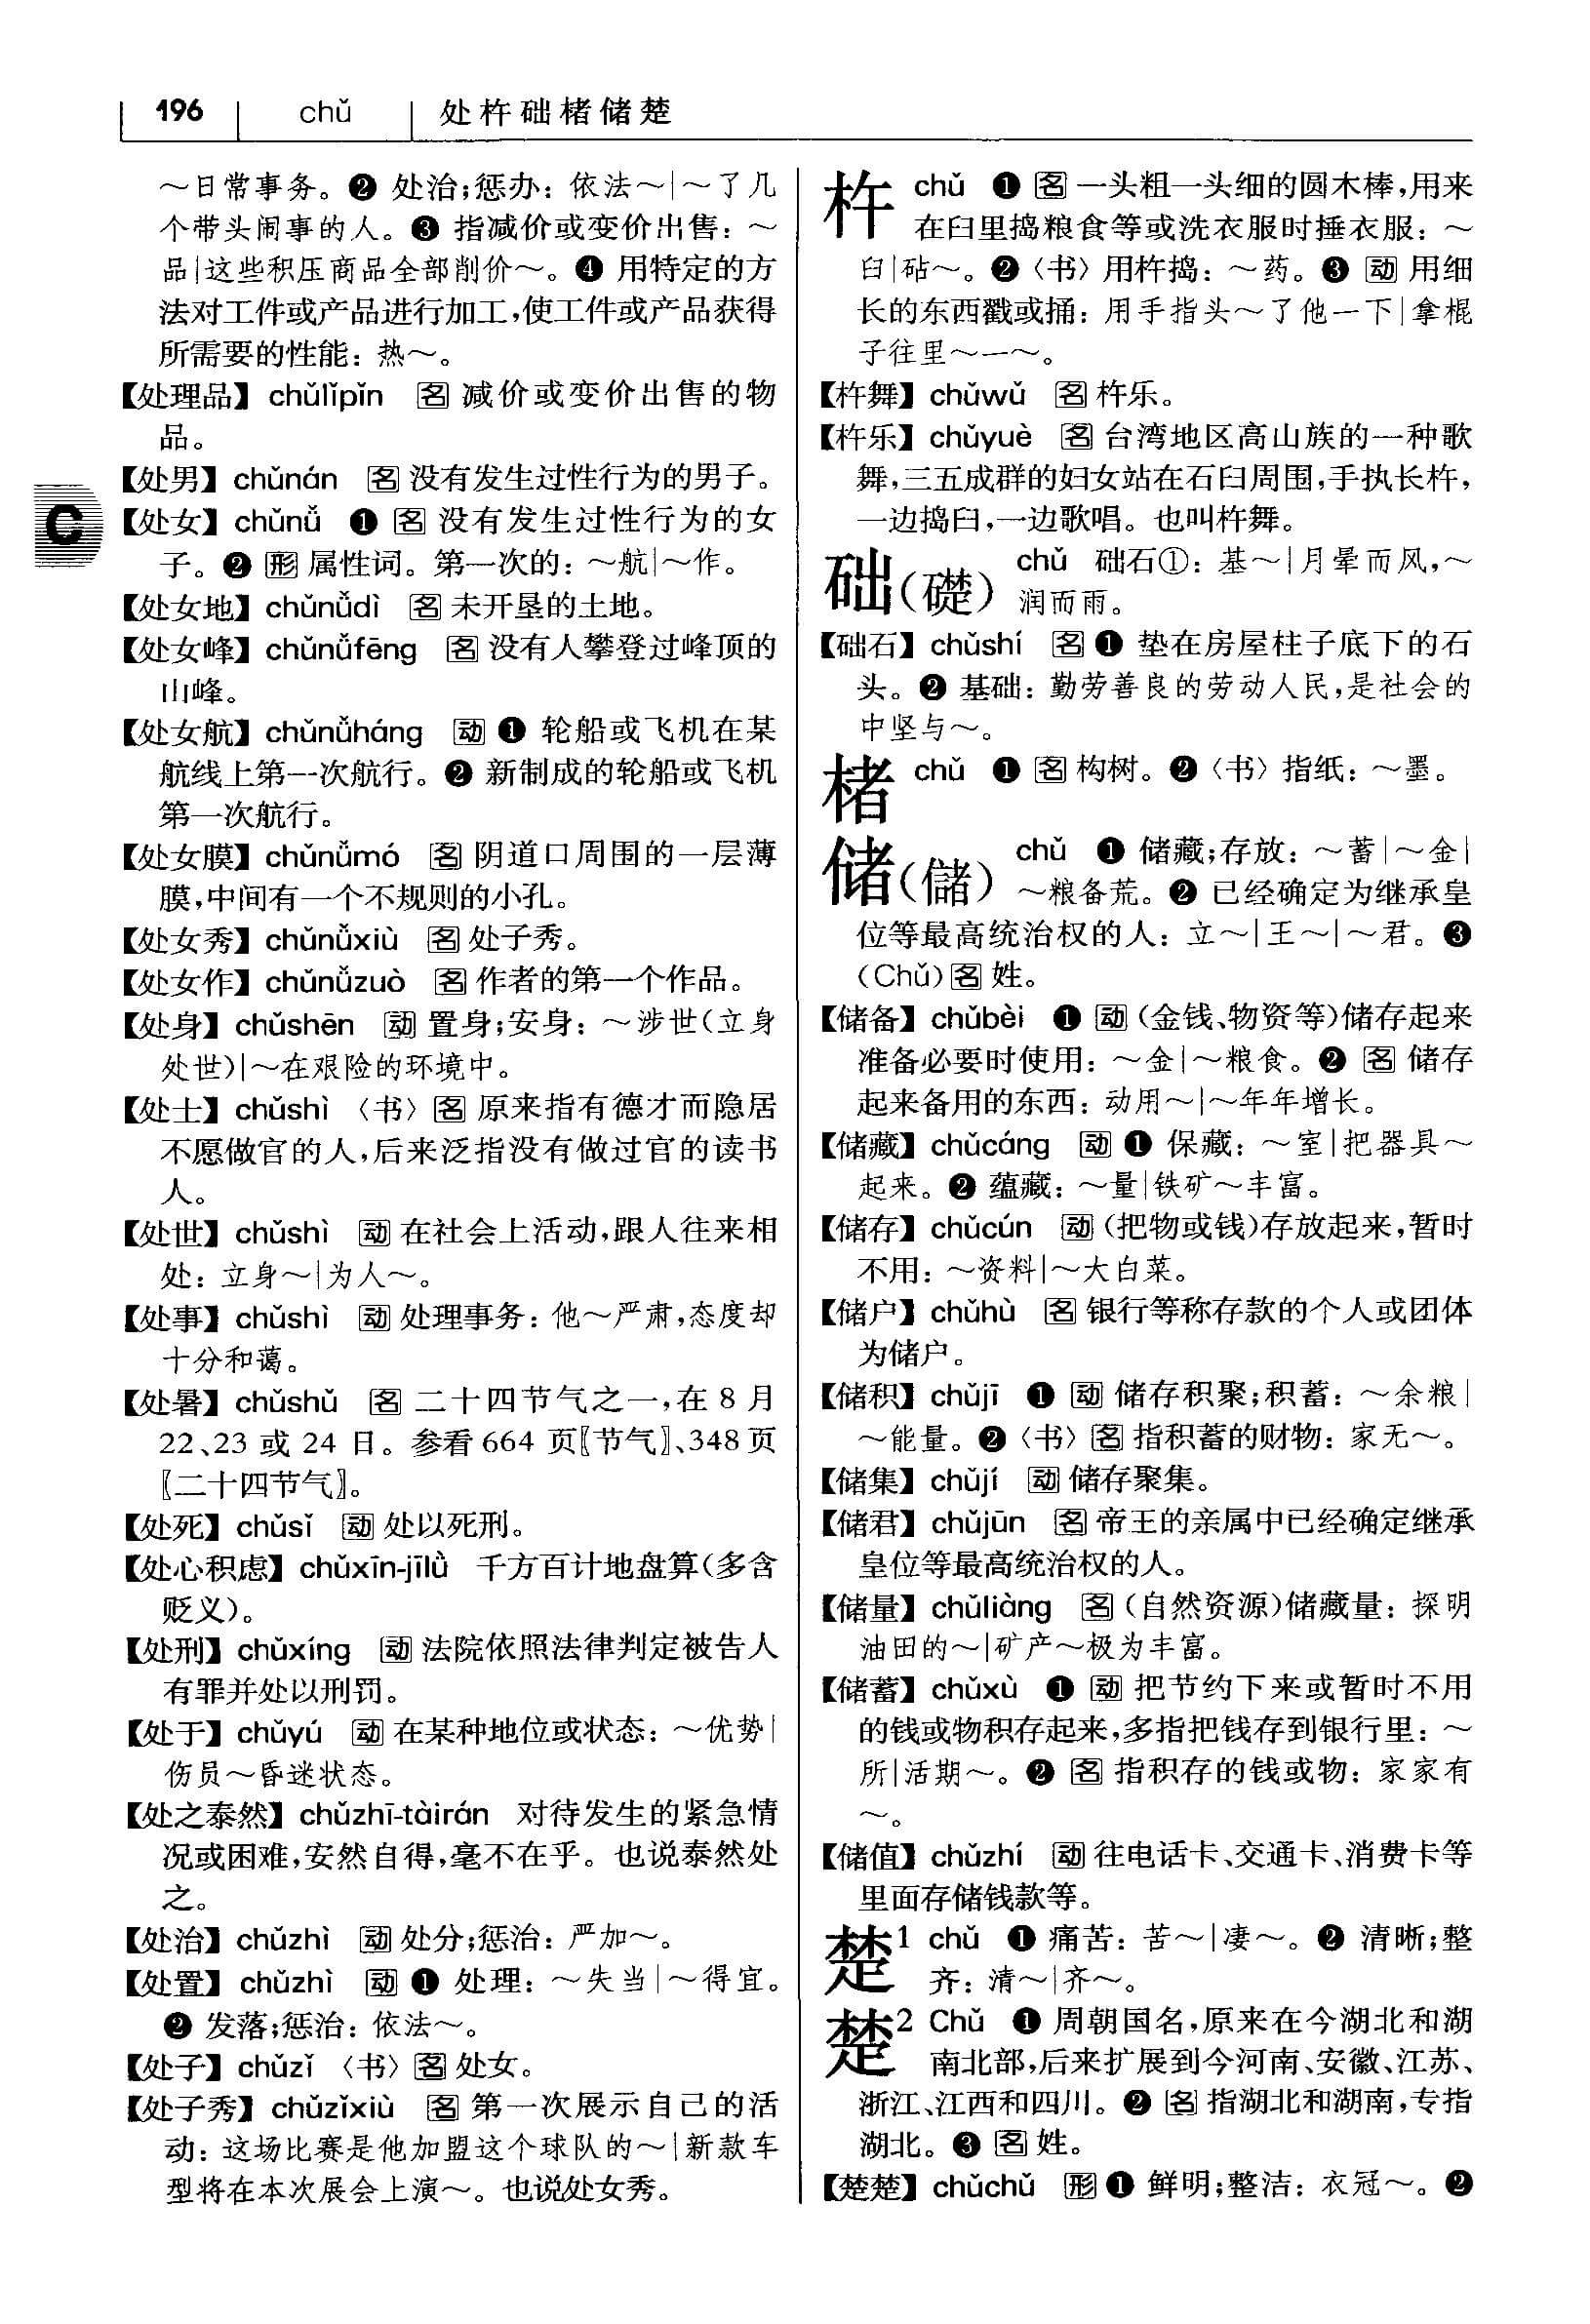 196 chǔ 处杵础楮储楚
～日常事务。❷ 处治;惩办：依法～|～了几
个带头闹事的人。❸ 指减价或变价出售：～
品|这些积压商品全部削价～。❹ 用特定的方
法对工件或产品进行加工,使工件或产品获得
所需要的性能：热～。
【处理品】 chǔlǐpǐn 名 减价或变价出售的物
品。
【处男】 chǔnán 名 没有发生过性行为的男子。
【处女】 chǔnǚ ❶ 名 没有发生过性行为的女
子。❷ 形 属性词。第一次的：～航|～作。
【处女地】 chǔnǚdì 名 未开垦的土地。
【处女峰】 chǔnǚfēng 名 没有人攀登过峰顶的
山峰。
【处女航】 chǔnǚháng 动 ❶ 轮船或飞机在某
航线上第一次航行。❷ 新制成的轮船或飞机
第一次航行。
【处女膜】 chǔnǚmó 名 阴道口周围的一层薄
膜,中间有一个不规则的小孔。
【处女秀】 chǔnǚxiù 名 处子秀。
【处女作】 chǔnǚzuò 名 作者的第一个作品。
【处身】 chǔshēn 动 置身;安身：～涉世(立身
处世)|～在艰险的环境中。
【处士】 chǔshì 〈书〉 名 原来指有德才而隐居
不愿做官的人,后来泛指没有做过官的读书
人。
【处世】 chǔshì 动 在社会上活动,跟人往来相
处：立身～|为人～。
【处事】 chǔshì 动 处理事务：他～严肃,态度却
十分和蔼。
【处暑】 chǔshǔ 名 二十四节气之一,在 8 月
22、23 或 24 日。参看 664 页〖节气〗、348 页
〖二十四节气〗。
【处死】 chǔsǐ 动 处以死刑。
【处心积虑】 chǔxīn-jīlǜ 千方百计地盘算(多含
贬义)。
【处刑】 chǔxíng 动 法院依照法律判定被告人
有罪并处以刑罚。
【处于】 chǔyú 动 在某种地位或状态：～优势|
伤员～昏迷状态。
【处之泰然】 chǔzhī-tàirán 对待发生的紧急情
况或困难,安然自得,毫不在乎。也说泰然处
之。
【处治】 chǔzhì 动 处分;惩治：严加～。
【处置】 chǔzhì 动 ❶ 处理：～失当|～得宜。
❷ 发落;惩治：依法～。
【处子】 chǔzǐ 〈书〉 名 处女。
【处子秀】 chǔzǐxiù 名 第一次展示自己的活
动：这场比赛是他加盟这个球队的～|新款车
型将在本次展会上演～。也说处女秀。
C
杵 chǔ ❶ 名 一头粗一头细的圆木棒,用来
在臼里捣粮食等或洗衣服时捶衣服：～
臼|砧～。❷〈书〉用杵捣：～药。❸ 动 用细
长的东西戳或捅：用手指头～了他一下|拿棍
子往里～一～。
【杵舞】 chǔwǔ 名 杵乐。
【杵乐】 chǔyuè 名 台湾地区高山族的一种歌
舞,三五成群的妇女站在石臼周围,手执长杵,
一边捣臼,一边歌唱。也叫杵舞。
础(礎) chǔ 础石①：基～|月晕而风,～
润而雨。
【础石】 chǔshí 名 ❶ 垫在房屋柱子底下的石
头。❷ 基础：勤劳善良的劳动人民,是社会的
中坚与～。
楮 chǔ ❶ 名 构树。❷〈书〉指纸：～墨。
储(儲) chǔ ❶ 储藏;存放：～蓄|～金|
～粮备荒。❷ 已经确定为继承皇
位等最高统治权的人：立～|王～|～君。❸
(Chǔ) 名 姓。
【储备】 chǔbèi ❶ 动 (金钱、物资等)储存起来
准备必要时使用：～金|～粮食。❷ 名 储存
起来备用的东西：动用～|～年年增长。
【储藏】 chǔcáng 动 ❶ 保藏：～室|把器具～
起来。❷ 蕴藏：～量|铁矿～丰富。
【储存】 chǔcún 动 (把物或钱)存放起来,暂时
不用：～资料|～大白菜。
【储户】 chǔhù 名 银行等称存款的个人或团体
为储户。
【储积】 chǔjī ❶ 动 储存积聚;积蓄：～余粮|
～能量。❷〈书〉 名 指积蓄的财物：家无～。
【储集】 chǔjí 动 储存聚集。
【储君】 chǔjūn 名 帝王的亲属中已经确定继承
皇位等最高统治权的人。
【储量】 chǔliàng 名 (自然资源)储藏量：探明
油田的～|矿产～极为丰富。
【储蓄】 chǔxù ❶ 动 把节约下来或暂时不用
的钱或物积存起来,多指把钱存到银行里：～
所|活期～。❷ 名 指积存的钱或物：家家有
～。
【储值】 chǔzhí 动 往电话卡、交通卡、消费卡等
里面存储钱款等。
楚1 chǔ ❶ 痛苦：苦～|凄～。❷ 清晰;整
齐：清～|齐～。
楚2 Chǔ ❶ 周朝国名,原来在今湖北和湖
南北部,后来扩展到今河南、安徽、江苏、
浙江、江西和四川。❷ 名 指湖北和湖南,专指
湖北。❸ 名 姓。
【楚楚】 chǔchǔ 形 ❶ 鲜明;整洁：衣冠～。❷